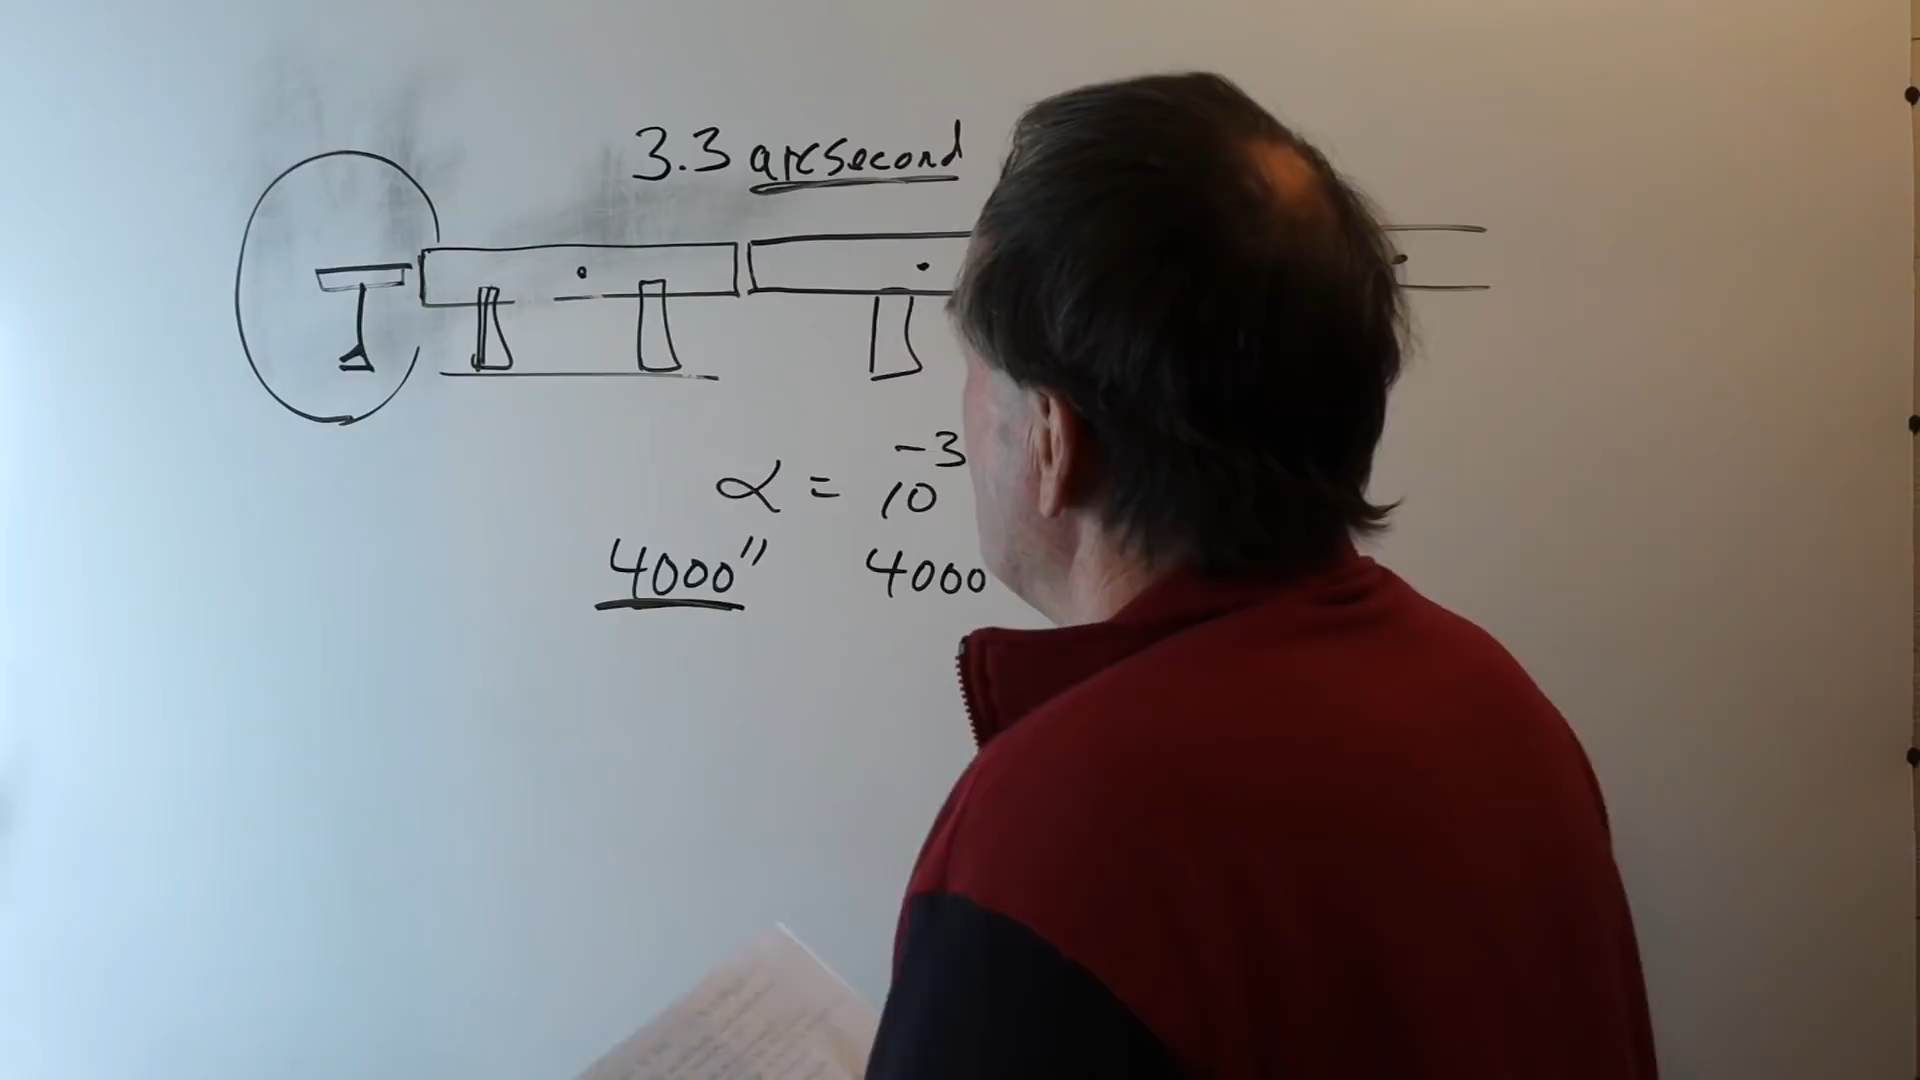 3.3 arcsecond
α = 10⁻³
4000" 4000